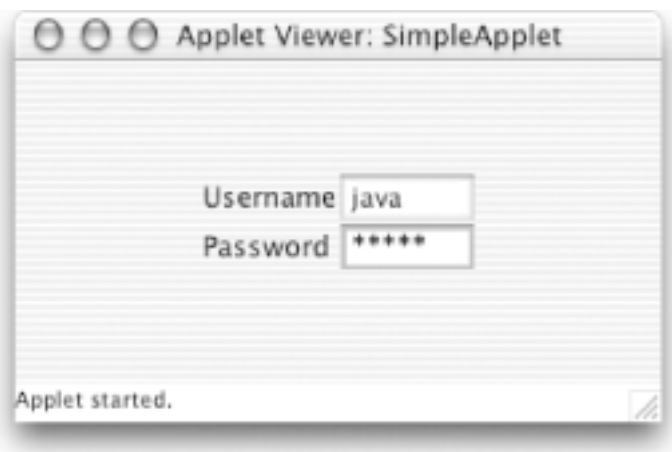 Applet Viewer: SimpleApplet
Username java
Password *****
Applet started.